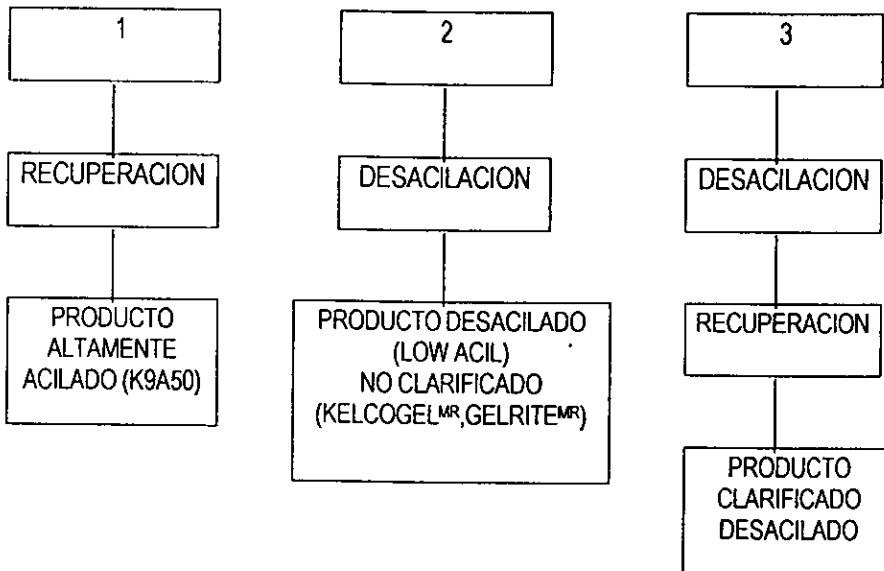 1
RECUPERACION
PRODUCTO
ALTAMENTE
ACILADO (K9A50)
2
DESACILACION
PRODUCTO DESACILADO
(LOW ACIL)
NO CLARIFICADO
(KELCOGELᴹᴿ,GELRITEᴹᴿ)
3
DESACILACION
RECUPERACION
PRODUCTO
CLARIFICADO
DESACILADO